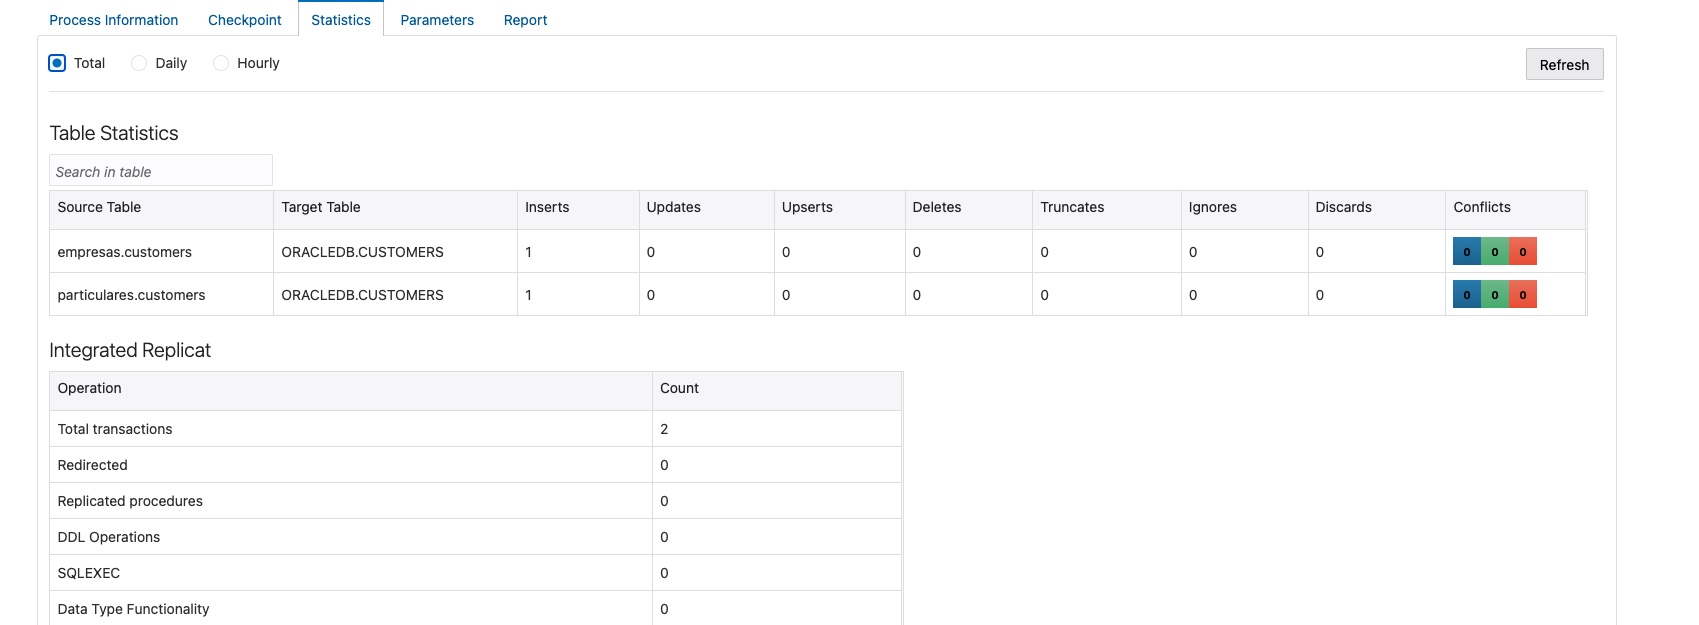 Process Information Checkpoint Statistics Parameters Report
Total Daily Hourly
Refresh
Table Statistics
Search in table
Source Table Target Table Inserts Updates Upserts Deletes Truncates Ignores Discards Conflicts
empresas.customers ORACLEDB.CUSTOMERS 1 0 0 0 0 0 0 0 0 0
particulares.customers ORACLEDB.CUSTOMERS 1 0 0 0 0 0 0 0 0 0
Integrated Replicat
Operation Count
Total transactions 2
Redirected 0
Replicated procedures 0
DDL Operations 0
SQLEXEC 0
Data Type Functionality 0